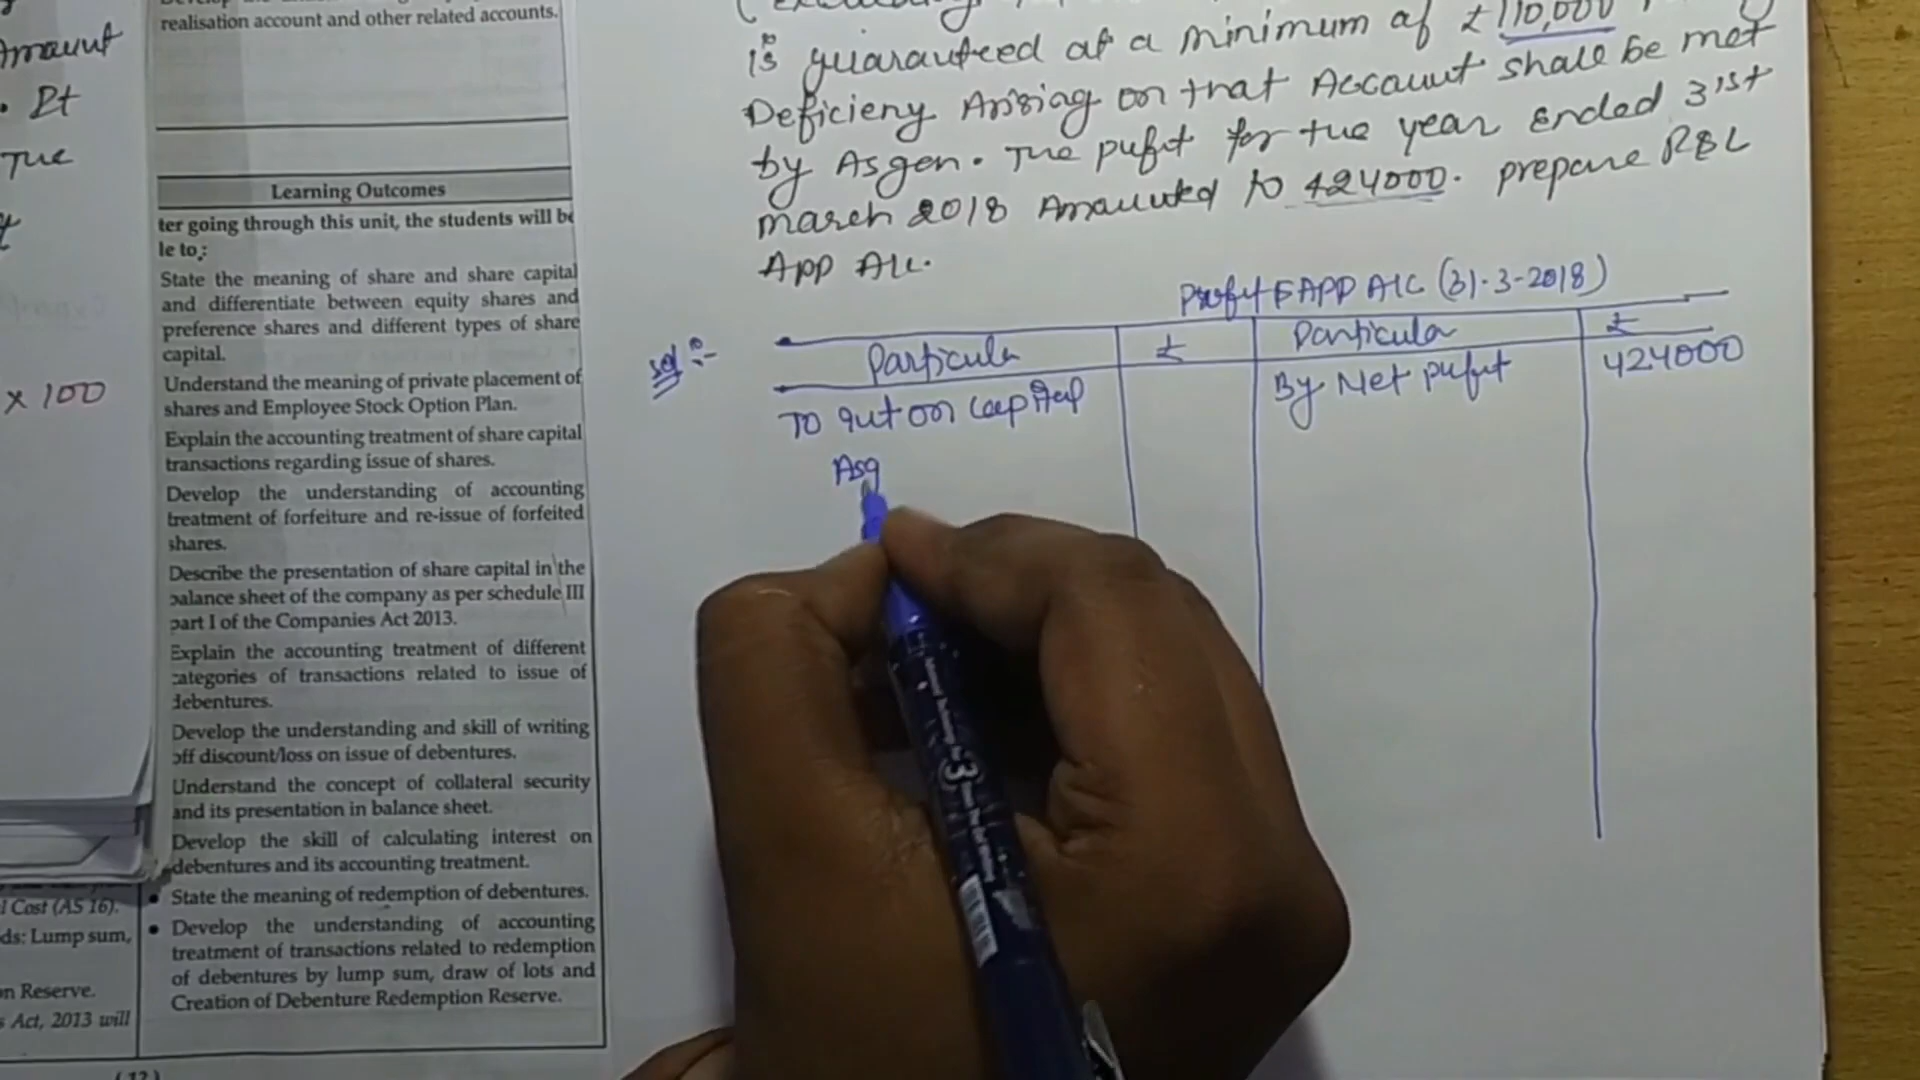 realisation account and other related accounts.
Learning Outcomes
ter going through this unit, the students will be
le to :
State the meaning of share and share capital
and differentiate between equity shares and
preference shares and different types of share
capital.
Understand the meaning of private placement of
shares and Employee Stock Option Plan.
Explain the accounting treatment of share capital
transactions regarding issue of shares.
Develop the understanding of accounting
treatment of forfeiture and re-issue of forfeited
shares.
Describe the presentation of share capital in the
balance sheet of the company as per schedule III
part I of the Companies Act 2013.
Explain the accounting treatment of different
categories of transactions related to issue of
debentures.
Develop the understanding and skill of writing
off discount/loss on issue of debentures.
Understand the concept of collateral security
and its presentation in balance sheet.
Develop the skill of calculating interest on
debentures and its accounting treatment.
• State the meaning of redemption of debentures.
• Develop the understanding of accounting
treatment of transactions related to redemption
of debentures by lump sum, draw of lots and
Creation of Debenture Redemption Reserve.
Cost (AS 16).
ds: Lump sum,
n Reserve.
Act, 2013 will
x 100
is guaranteed at a minimum of ₹110,000
Deficieny Arising on that Account shall be met
by Asgen. The pufit for the year ended 31st
march 2018 Amaunted to 424000. prepare P&L
App A/c.
Profit & APP A/C (31.3-2018)
Sol :-
Particula ₹ Particula ₹
To Int on Capital By Net pufit 424000
Asg